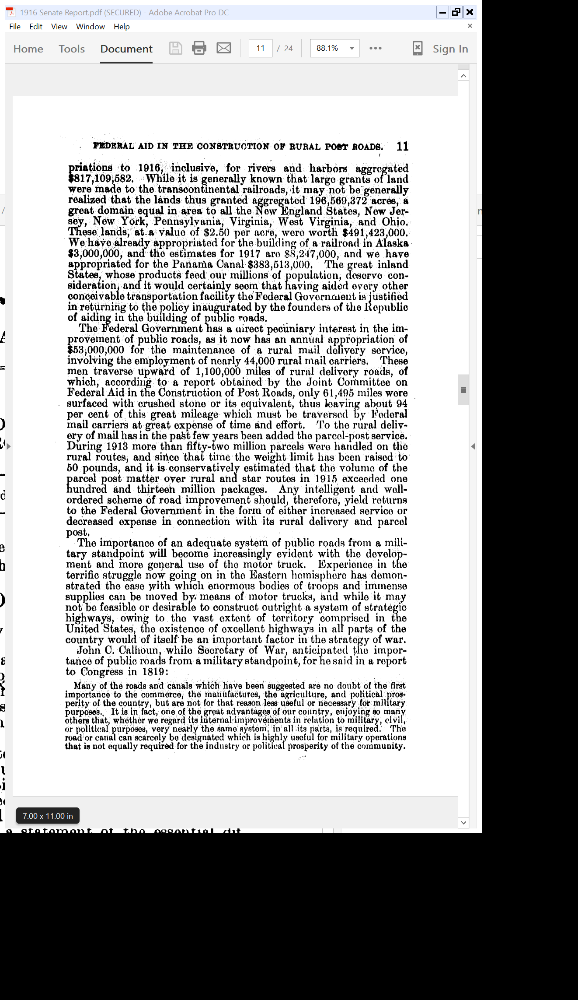 1916 Senate Report.pdf (SECURED) - Adobe Acrobat Pro DC
File Edit View Window Help
Home Tools Document 11 / 24 88.1% Sign In
FEDERAL AID IN THE CONSTRUCTION OF RURAL POST ROADS. 11
priations to 1916, inclusive, for rivers and harbors aggregated
$817,109,582. While it is generally known that large grants of land
were made to the transcontinental railroads, it may not be generally
realized that the lands thus granted aggregated 196,569,372 acres, a
great domain equal in area to all the New England States, New Jer-
sey, New York, Pennsylvania, Virginia, West Virginia, and Ohio.
These lands, at a value of $2.50 per acre, were worth $491,423,000.
We have already appropriated for the building of a railroad in Alaska
$3,000,000, and the estimates for 1917 are $8,247,000, and we have
appropriated for the Panama Canal $383,513,000. The great inland
States, whose products feed our millions of population, deserve con-
sideration, and it would certainly seem that having aided every other
conceivable transportation facility the Federal Government is justified
in returning to the policy inaugurated by the founders of the Republic
of aiding in the building of public roads.
The Federal Government has a direct pecuniary interest in the im-
provement of public roads, as it now has an annual appropriation of
$53,000,000 for the maintenance of a rural mail delivery service,
involving the employment of nearly 44,000 rural mail carriers. These
men traverse upward of 1,100,000 miles of rural delivery roads, of
which, according to a report obtained by the Joint Committee on
Federal Aid in the Construction of Post Roads, only 61,495 miles were
surfaced with crushed stone or its equivalent, thus leaving about 94
per cent of this great mileage which must be traversed by Federal
mail carriers at great expense of time and effort. To the rural deliv-
ery of mail has in the past few years been added the parcel-post service.
During 1913 more than fifty-two million parcels were handled on the
rural routes, and since that time the weight limit has been raised to
50 pounds, and it is conservatively estimated that the volume of the
parcel post matter over rural and star routes in 1915 exceeded one
hundred and thirteen million packages. Any intelligent and well-
ordered scheme of road improvement should, therefore, yield returns
to the Federal Government in the form of either increased service or
decreased expense in connection with its rural delivery and parcel
post.
The importance of an adequate system of public roads from a mili-
tary standpoint will become increasingly evident with the develop-
ment and more general use of the motor truck. Experience in the
terrific struggle now going on in the Eastern hemisphere has demon-
strated the ease with which enormous bodies of troops and immense
supplies can be moved by means of motor trucks, and while it may
not be feasible or desirable to construct outright a system of strategic
highways, owing to the vast extent of territory comprised in the
United States, the existence of excellent highways in all parts of the
country would of itself be an important factor in the strategy of war.
John C. Calhoun, while Secretary of War, anticipated the impor-
tance of public roads from a military standpoint, for he said in a report
to Congress in 1819:
Many of the roads and canals which have been suggested are no doubt of the first
importance to the commerce, the manufactures, the agriculture, and political pros-
perity of the country, but are not for that reason less useful or necessary for military
purposes. It is in fact, one of the great advantages of our country, enjoying so many
others that, whether we regard its internal improvements in relation to military, civil,
or political purposes, very nearly the same system, in all its parts, is required. The
road or canal can scarcely be designated which is highly useful for military operations
that is not equally required for the industry or political prosperity of the community.
7.00 x 11.00 in
a statement of the essential dif-